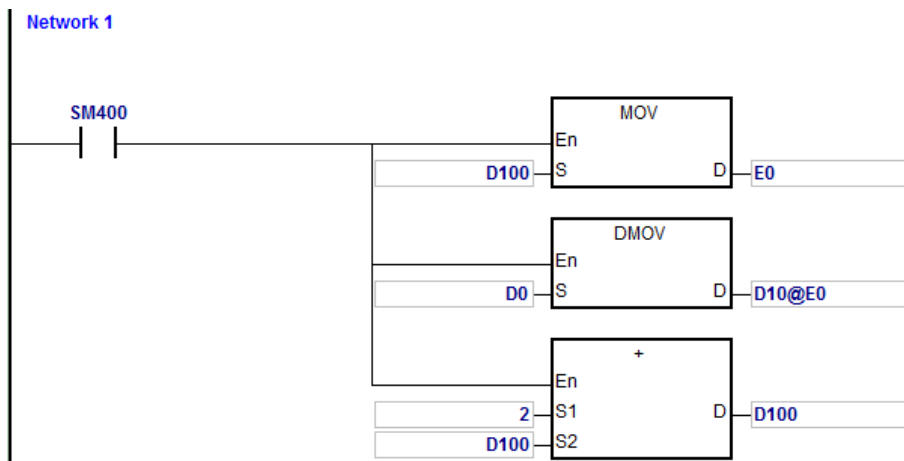 Network 1
SM400
MOV
En
D100 S D E0
DMOV
En
D0 S D D10@E0
+
En
2 S1 D D100
D100 S2